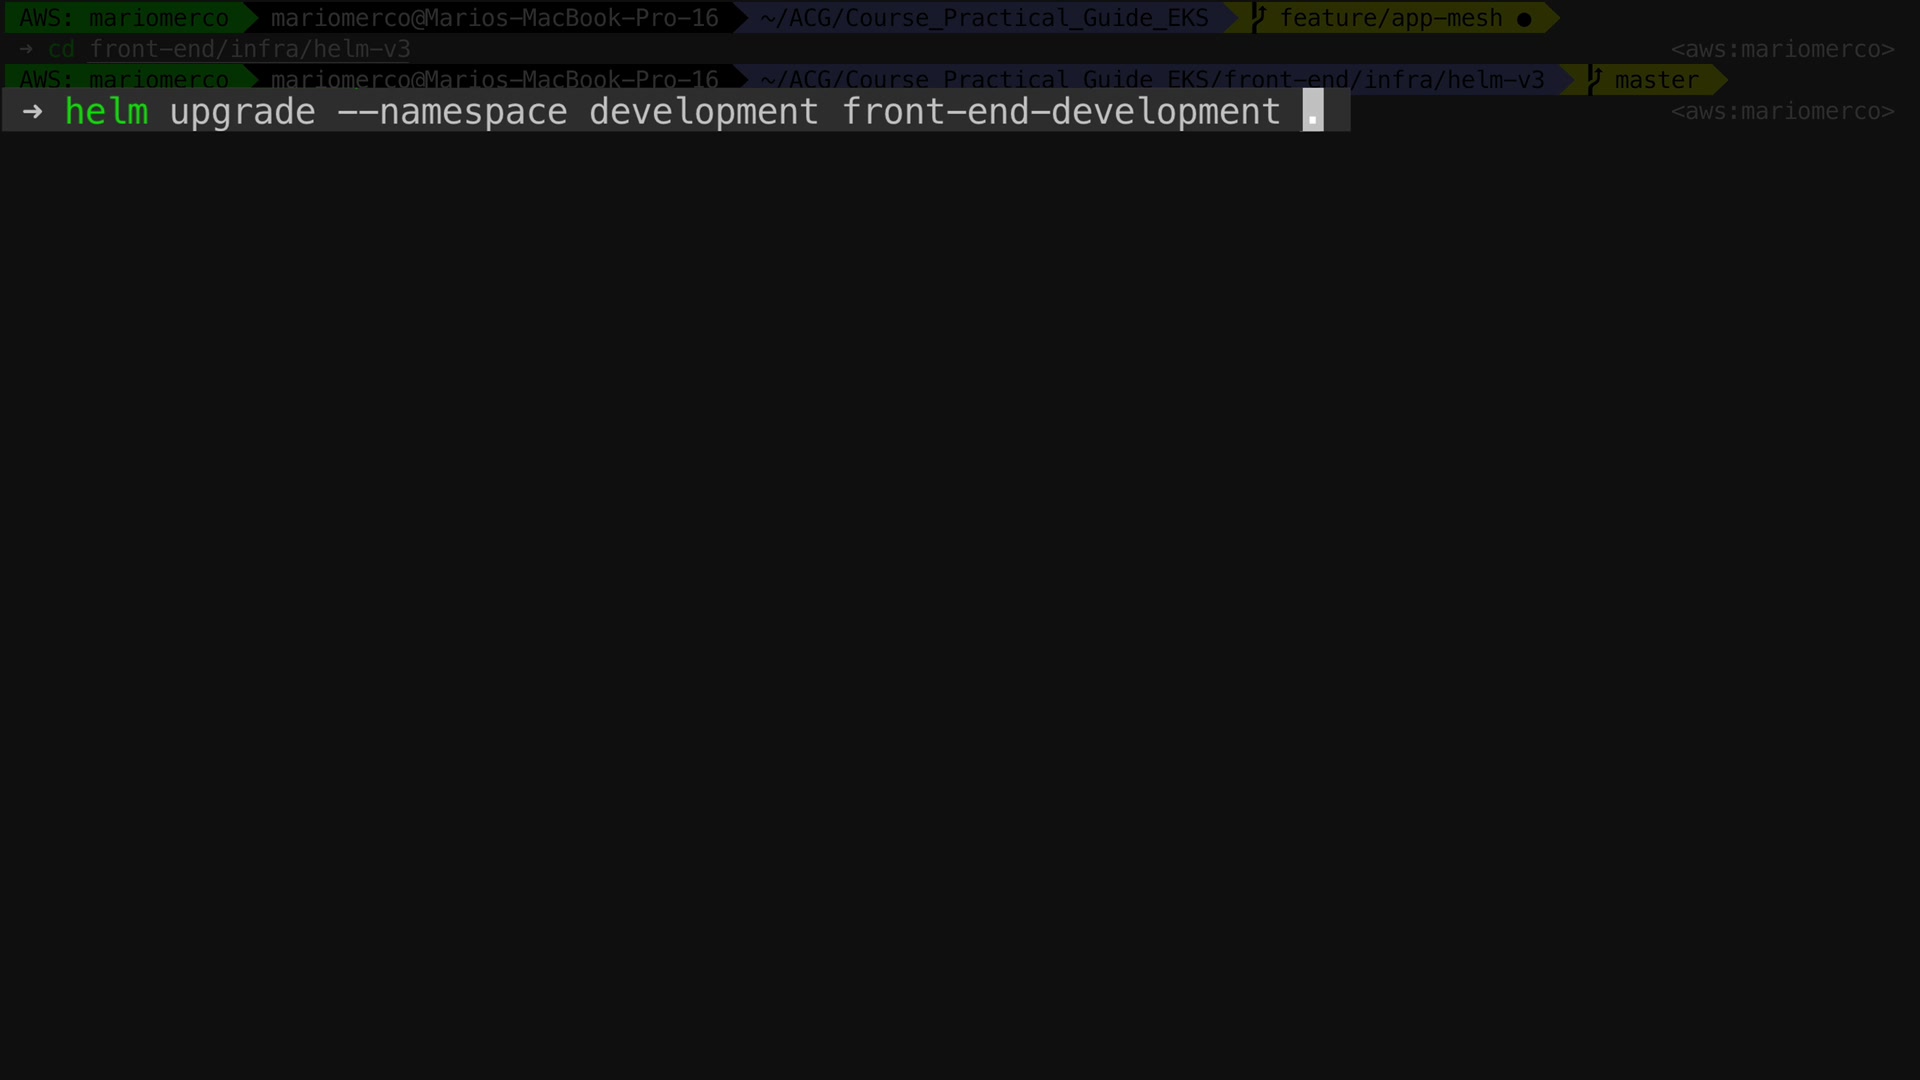 AWS: mariomerco mariomerco@Marios-MacBook-Pro-16 ~/ACG/Course_Practical_Guide_EKS feature/app-mesh ●
→ cd front-end/infra/helm-v3 <aws:mariomerco>
AWS: mariomerco mariomerco@Marios-MacBook-Pro-16 ~/ACG/Course_Practical_Guide_EKS/front-end/infra/helm-v3 master
→ helm upgrade --namespace development front-end-development . <aws:mariomerco>